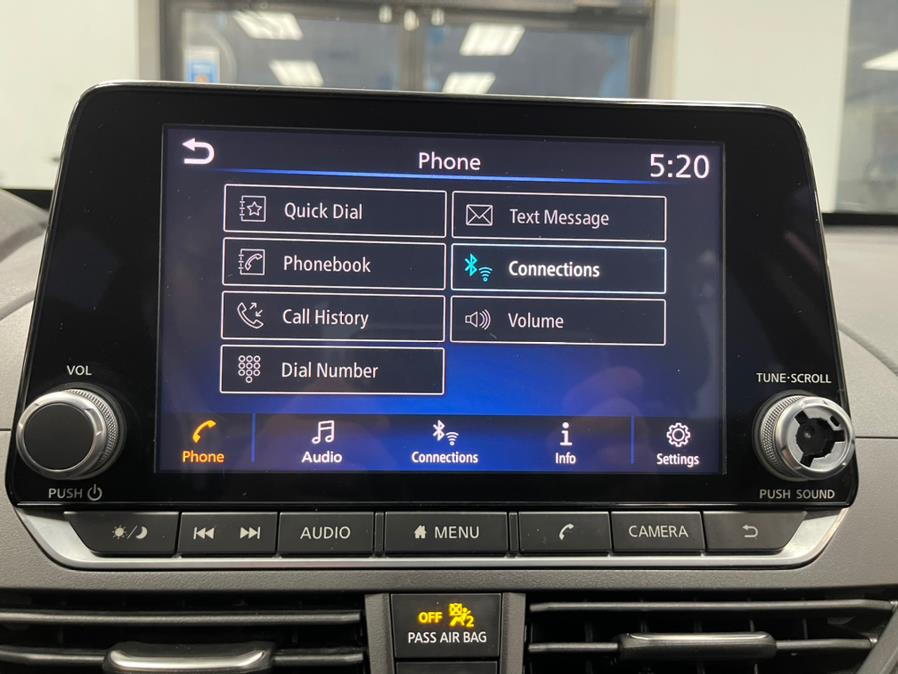 Phone
5:20
Quick Dial
Text Message
Phonebook
Connections
Call History
Volume
Dial Number
Phone
Audio
Connections
Info
Settings
VOL
PUSH
TUNE·SCROLL
PUSH SOUND
AUDIO
MENU
CAMERA
OFF
2
PASS AIR BAG